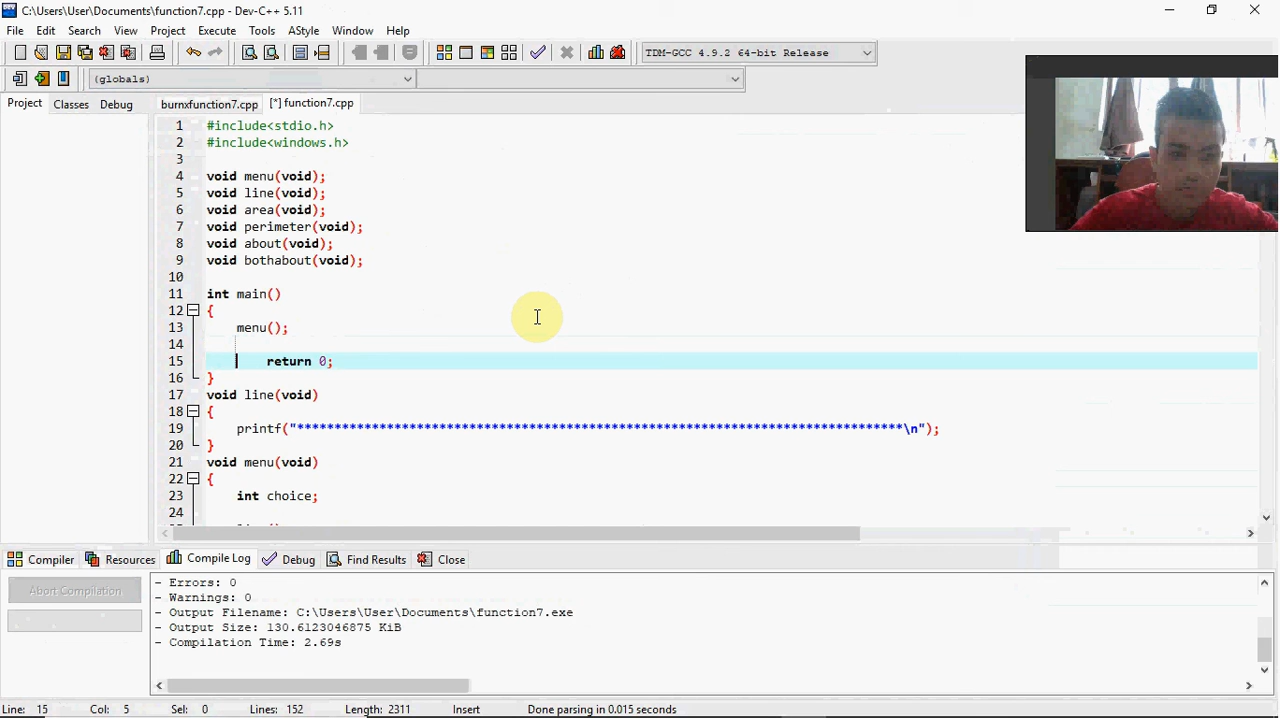 C:\Users\User\Documents\function7.cpp - Dev-C++ 5.11
File Edit Search View Project Execute Tools AStyle Window Help
TDM-GCC 4.9.2 64-bit Release
(globals)
Project Classes Debug burnxfunction7.cpp [*] function7.cpp
1 #include<stdio.h>
2 #include<windows.h>
3
4 void menu(void);
5 void line(void);
6 void area(void);
7 void perimeter(void);
8 void about(void);
9 void bothabout(void);
10
11 int main()
12 {
13 menu();
14
15 return 0;
16 }
17 void line(void)
18 {
19 printf("*********************************************************************************\n");
20 }
21 void menu(void)
22 {
23 int choice;
24
Compiler Resources Compile Log Debug Find Results Close
Abort Compilation
- Errors: 0
- Warnings: 0
- Output Filename: C:\Users\User\Documents\function7.exe
- Output Size: 130.6123046875 KiB
- Compilation Time: 2.69s
Line: 15 Col: 5 Sel: 0 Lines: 152 Length: 2311 Insert Done parsing in 0.015 seconds